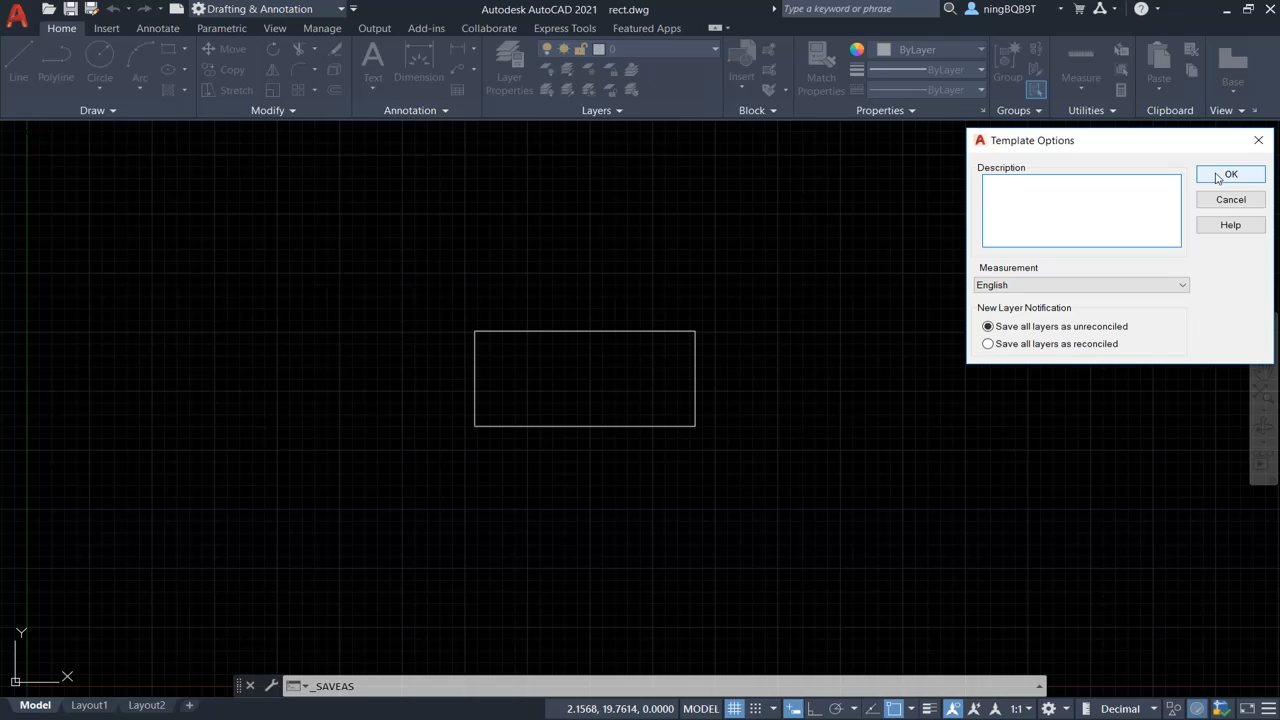 Drafting & Annotation
Autodesk AutoCAD 2021 rect.dwg
Type a keyword or phrase
ningBQB9T
Home Insert Annotate Parametric View Manage Output Add-ins Collaborate Express Tools Featured Apps
Line Polyline Circle Arc
Move
Copy
Stretch
Text Dimension
Layer
Properties
0
Insert
Match
Properties
ByLayer
ByLayer
ByLayer
Group
Measure
Paste
Base
Draw Modify Annotation Layers Block Properties Groups Utilities Clipboard View
A Template Options
Description
OK
Cancel
Help
Measurement
English
New Layer Notification
Save all layers as unreconciled
Save all layers as reconciled
Y
X
_SAVEAS
Model Layout1 Layout2 +
2.1568, 19.7614, 0.0000 MODEL 1:1 Decimal